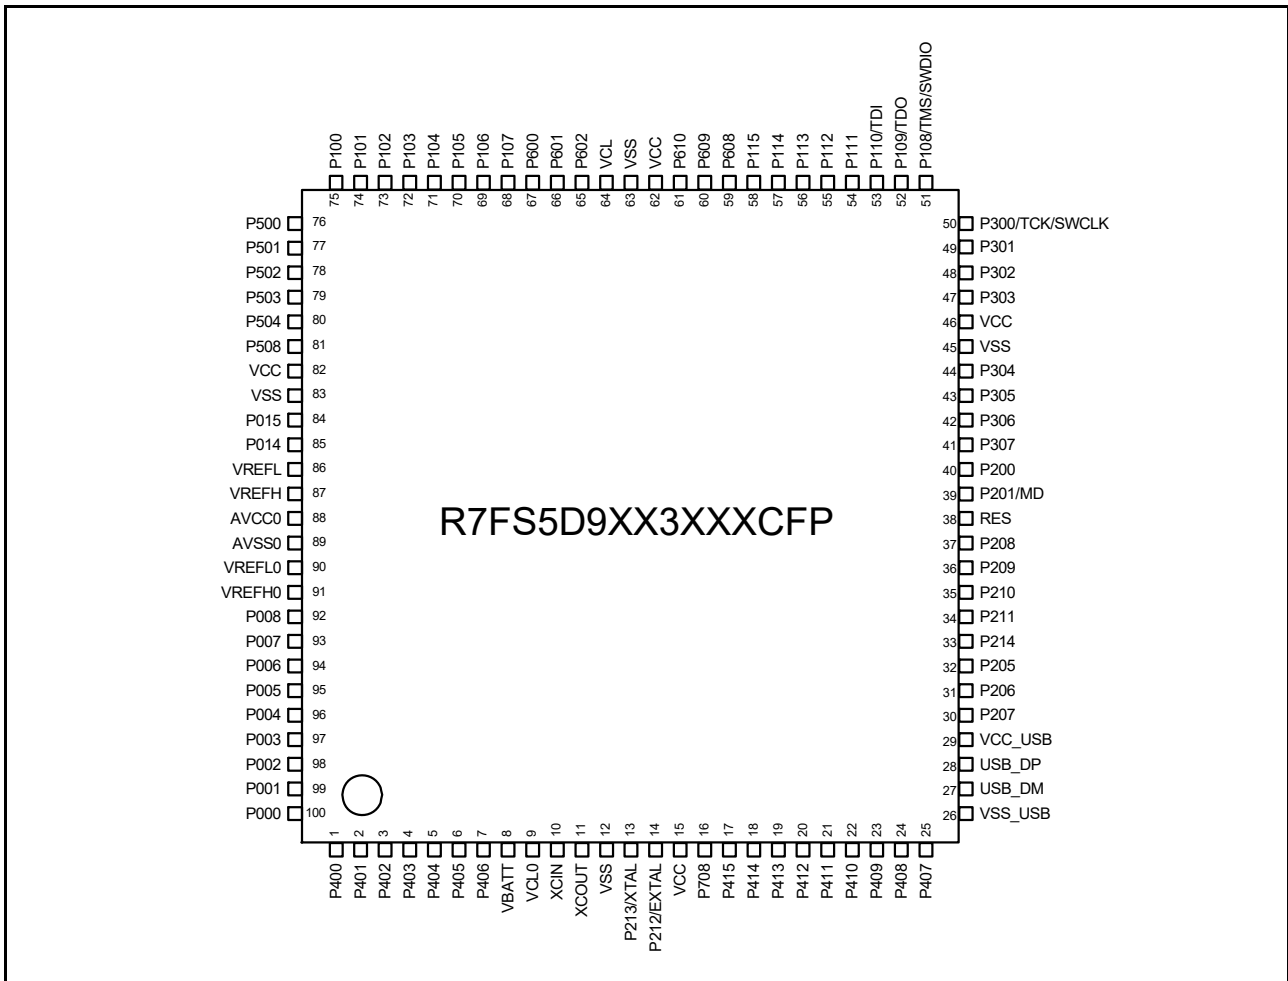 P100
P101
P102
P103
P104
P105
P106
P107
P600
P601
P602
VCL
VSS
VCC
P610
P609
P608
P115
P114
P113
P112
P111
P110/TDI
P109/TDO
P108/TMS/SWDIO
75
74
73
72
71
70
69
68
67
66
65
64
63
62
61
60
59
58
57
56
55
54
53
52
51
P500 76
P501 77
P502 78
P503 79
P504 80
P508 81
VCC 82
VSS 83
P015 84
P014 85
VREFL 86
VREFH 87
AVCC0 88
AVSS0 89
VREFL0 90
VREFH0 91
P008 92
P007 93
P006 94
P005 95
P004 96
P003 97
P002 98
P001 99
P000 100
R7FS5D9XX3XXXCFP
50 P300/TCK/SWCLK
49 P301
48 P302
47 P303
46 VCC
45 VSS
44 P304
43 P305
42 P306
41 P307
40 P200
39 P201/MD
38 RES
37 P208
36 P209
35 P210
34 P211
33 P214
32 P205
31 P206
30 P207
29 VCC_USB
28 USB_DP
27 USB_DM
26 VSS_USB
1
2
3
4
5
6
7
8
9
10
11
12
13
14
15
16
17
18
19
20
21
22
23
24
25
P400
P401
P402
P403
P404
P405
P406
VBATT
VCL0
XCIN
XCOUT
VSS
P213/XTAL
P212/EXTAL
VCC
P708
P415
P414
P413
P412
P411
P410
P409
P408
P407